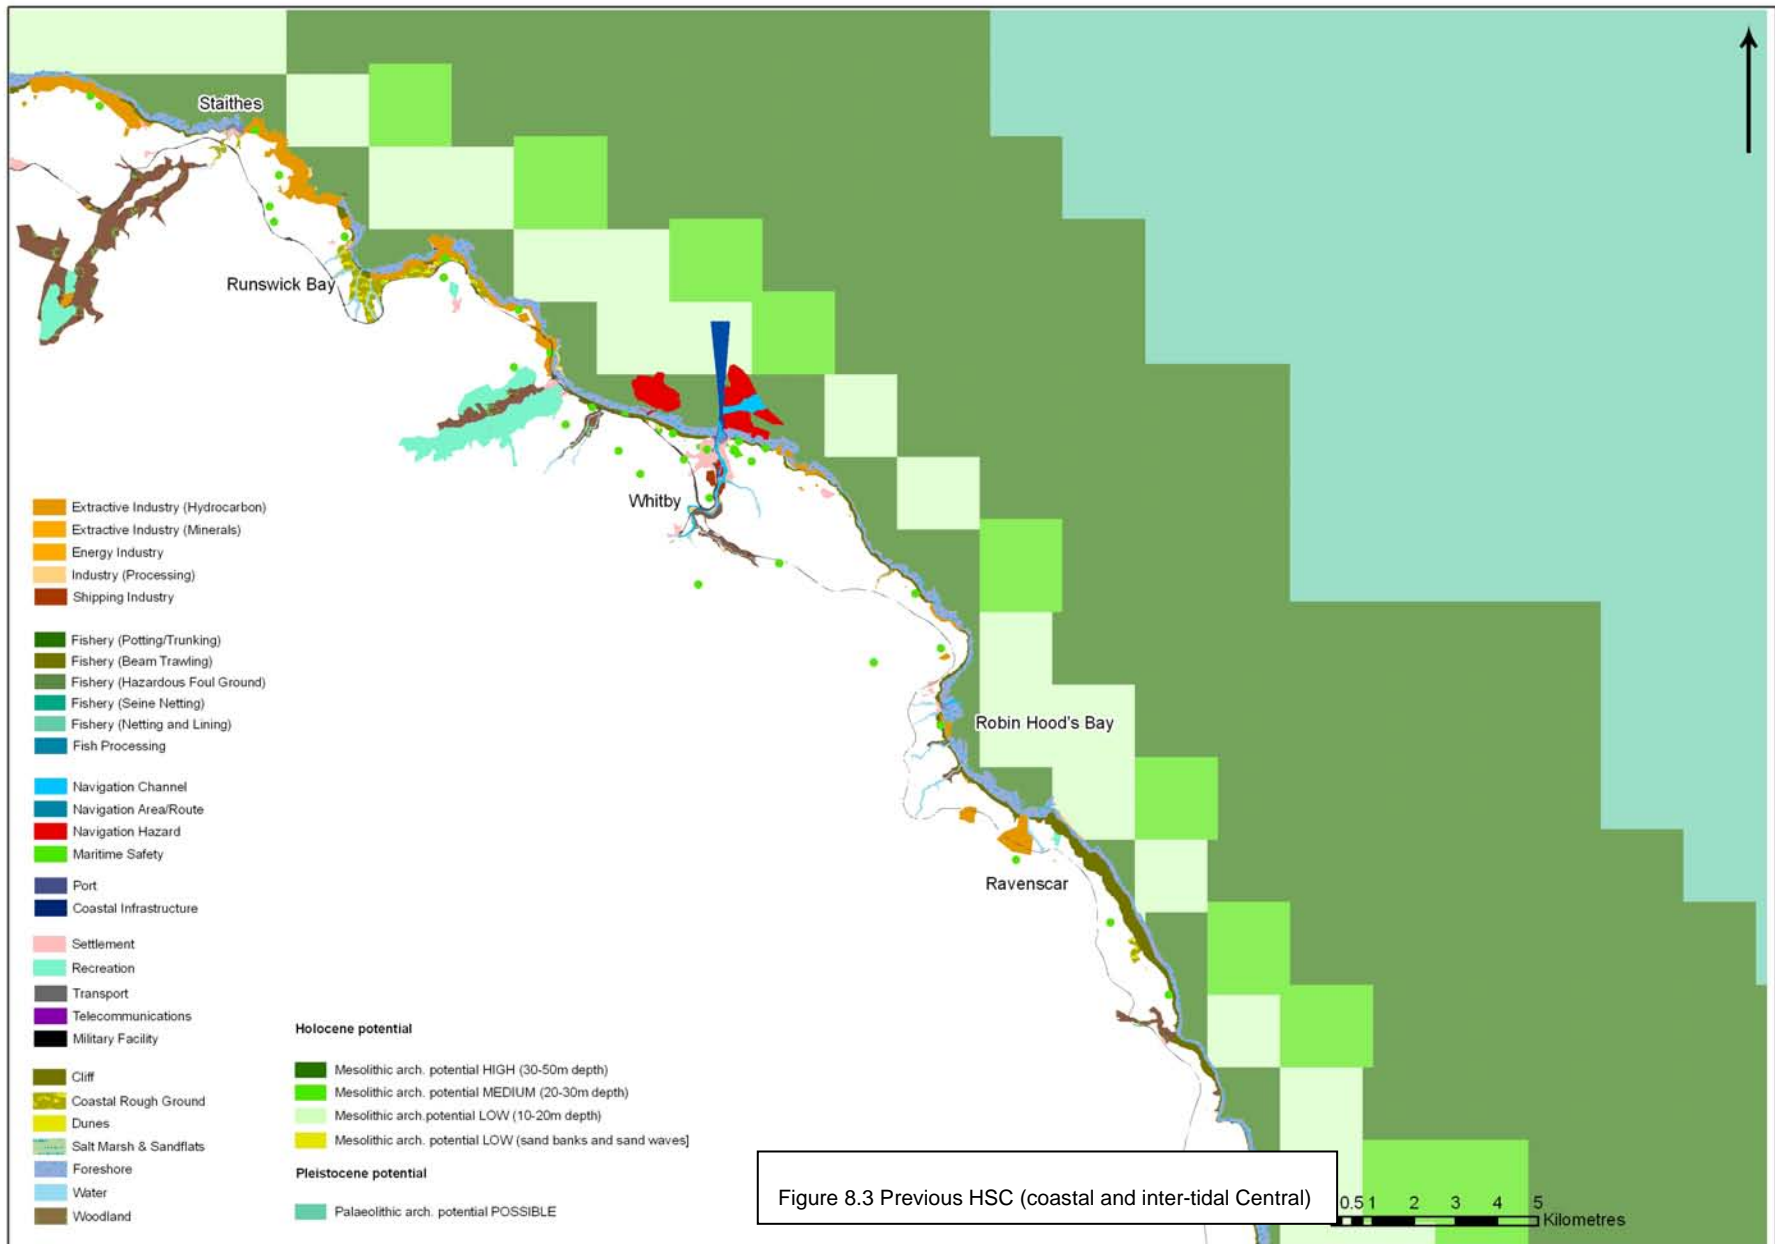 Staithes
Runswick Bay
Whitby
Robin Hood's Bay
Ravenscar
Extractive Industry (Hydrocarbon)
Extractive Industry (Minerals)
Energy Industry
Industry (Processing)
Shipping Industry
Fishery (Potting/Trunking)
Fishery (Beam Trawling)
Fishery (Hazardous Foul Ground)
Fishery (Seine Netting)
Fishery (Netting and Lining)
Fish Processing
Navigation Channel
Navigation Area/Route
Navigation Hazard
Maritime Safety
Port
Coastal Infrastructure
Settlement
Recreation
Transport
Telecommunications
Military Facility
Cliff
Coastal Rough Ground
Dunes
Salt Marsh & Sandflats
Foreshore
Water
Woodland
Holocene potential
Mesolithic arch. potential HIGH (30-50m depth)
Mesolithic arch. potential MEDIUM (20-30m depth)
Mesolithic arch.potential LOW (10-20m depth)
Mesolithic arch. potential LOW (sand banks and sand waves]
Pleistocene potential
Palaeolithic arch. potential POSSIBLE
Figure 8.3 Previous HSC (coastal and inter-tidal Central)
0.5 1 2 3 4 5
Kilometres